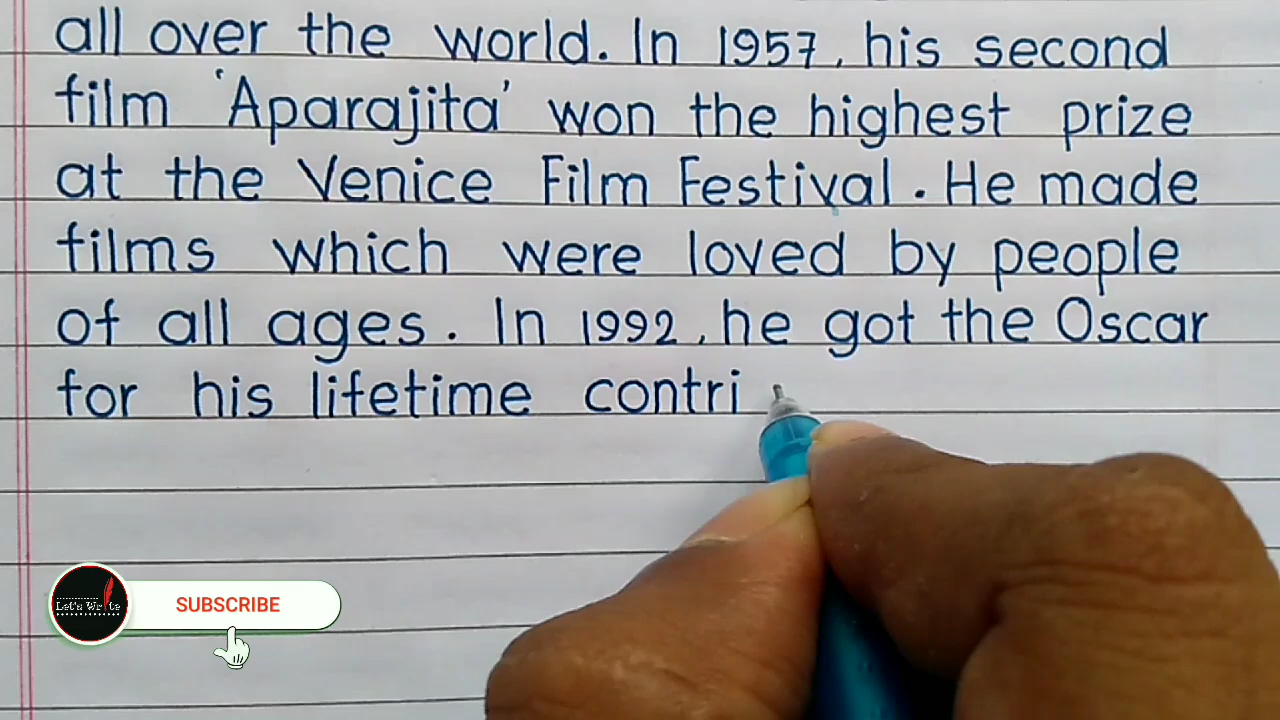 all over the world. In 1957, his second
film 'Aparajita' won the highest prize
at the Venice Film Festival. He made
films which were loved by people
of all ages. In 1992, he got the Oscar
for his lifetime contri
Let's Write
SUBSCRIBE